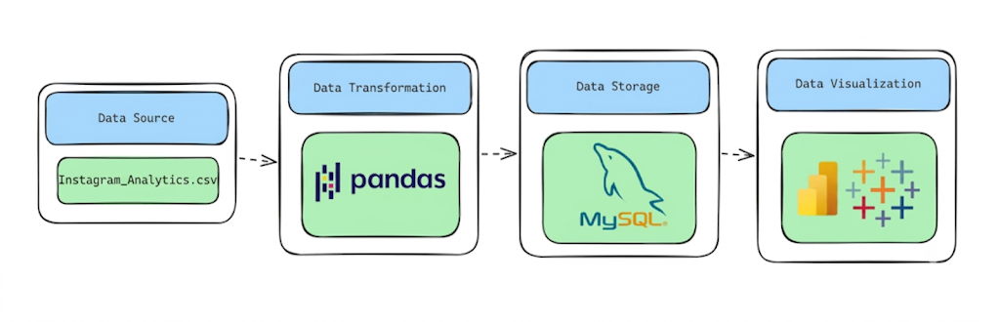 Data Source
Instagram_Analytics.csv
Data Transformation
pandas
Data Storage
MySQL®
Data Visualization